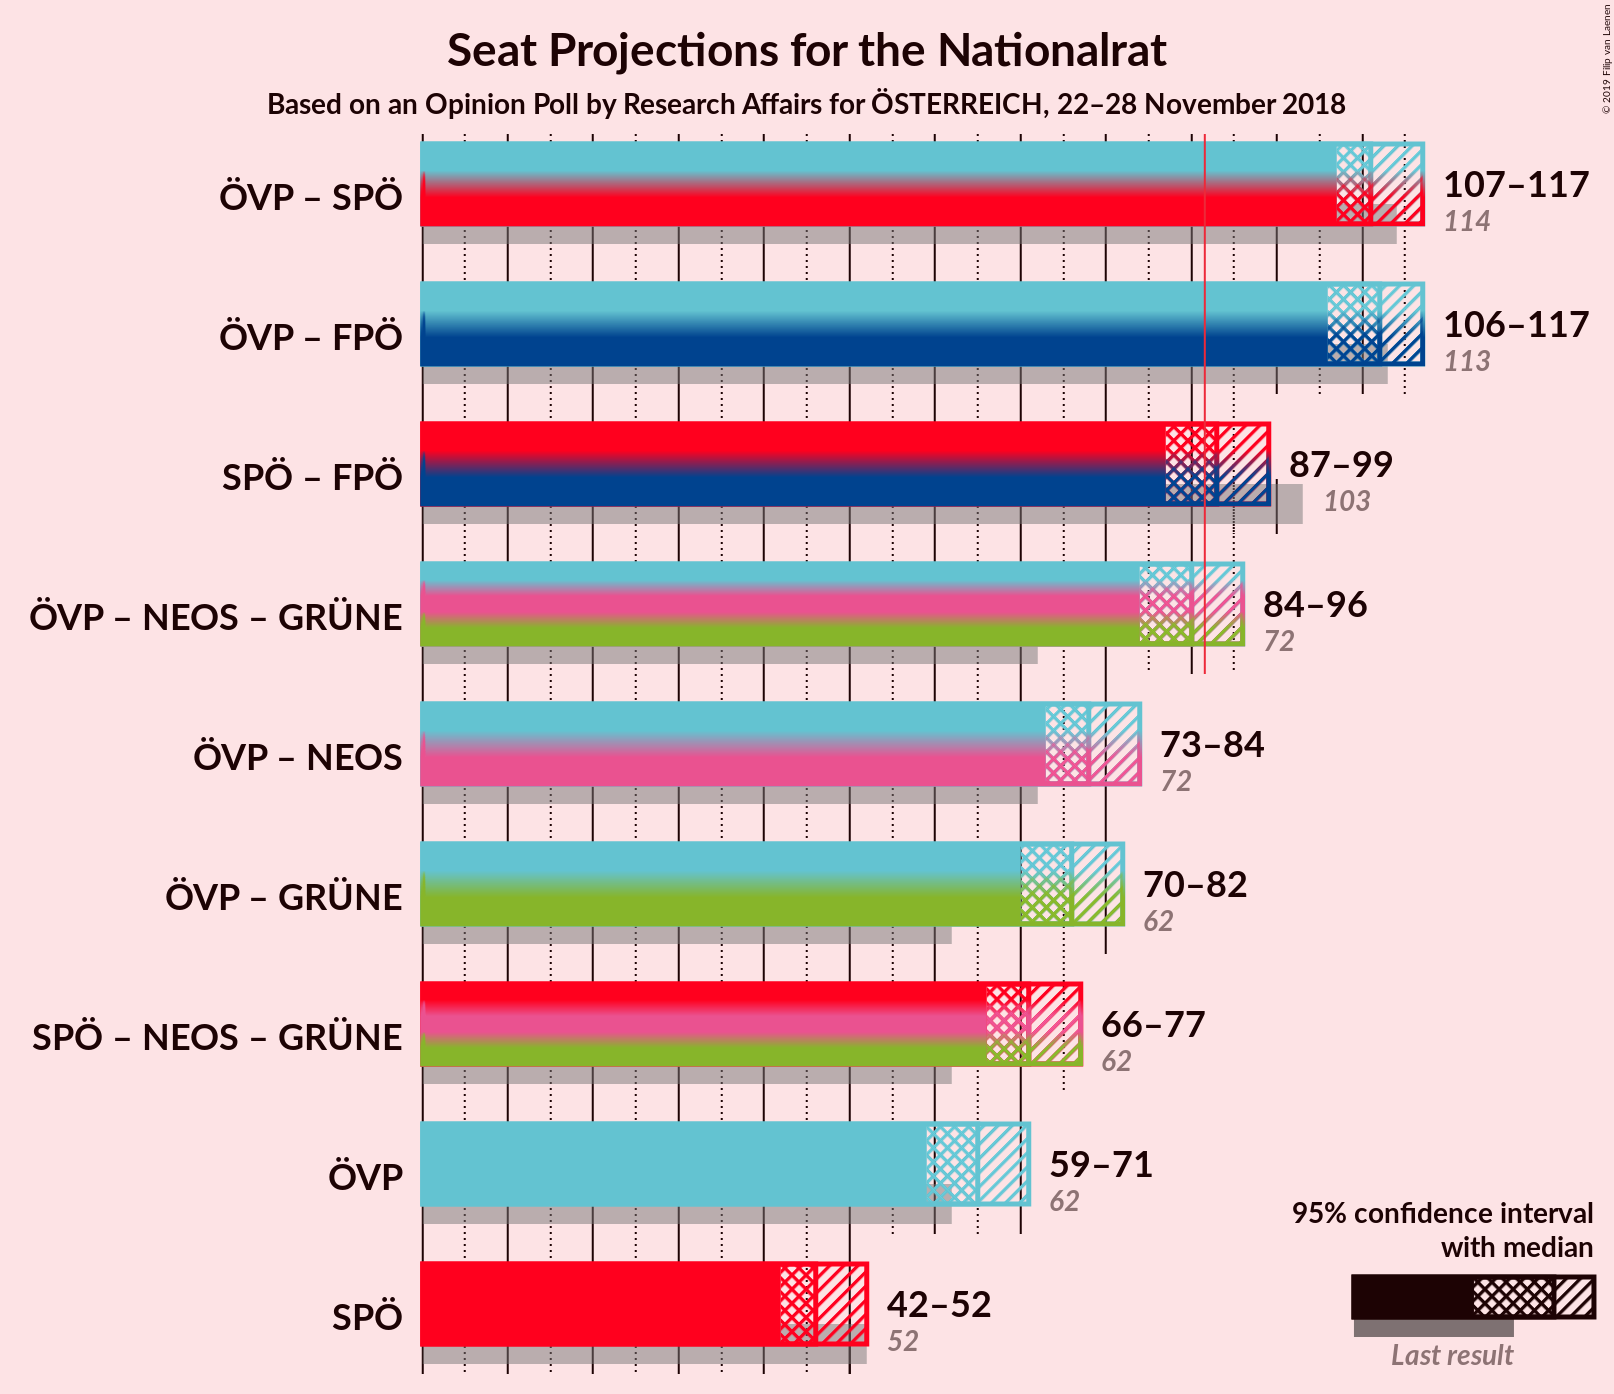 Seat Projections for the Nationalrat
Based on an Opinion Poll by Research Affairs for ÖSTERREICH, 22–28 November 2018
© 2019 Filip van Laenen
ÖVP – SPÖ
107–117
114
ÖVP – FPÖ
106–117
113
SPÖ – FPÖ
87–99
103
ÖVP – NEOS – GRÜNE
84–96
72
ÖVP – NEOS
73–84
72
ÖVP – GRÜNE
70–82
62
SPÖ – NEOS – GRÜNE
66–77
62
ÖVP
59–71
62
SPÖ
42–52
52
95% confidence interval
with median
Last result